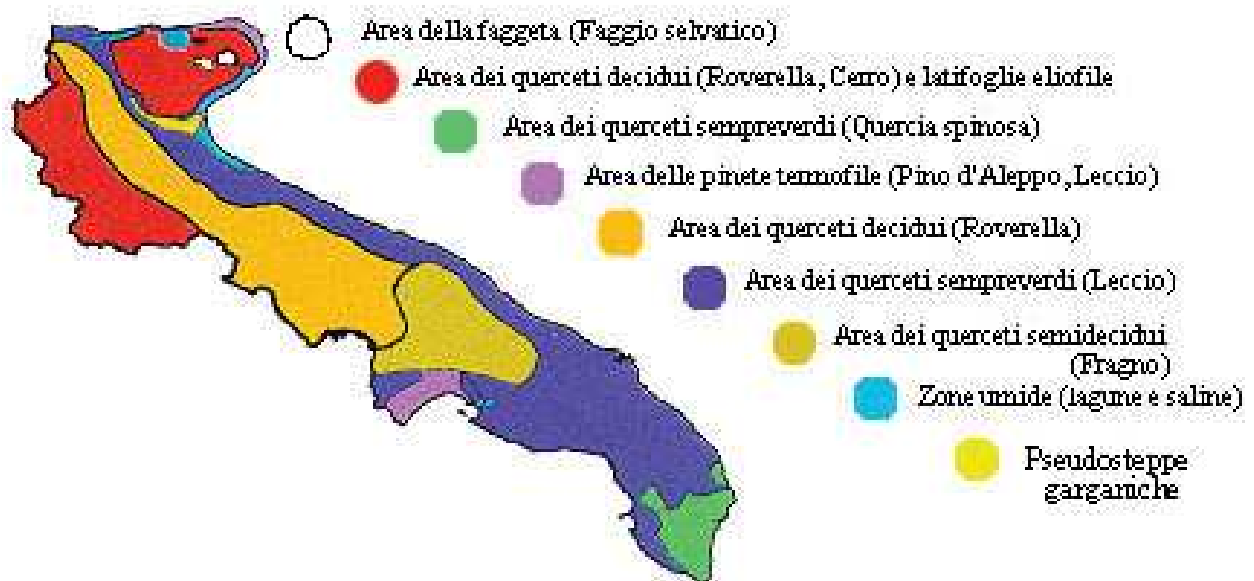 Area della faggeta (Faggio selvatico)
Area dei querceti decidui (Roverella, Cerro) e latifoglie eliofile
Area dei querceti sempreverdi (Quercia spinosa)
Area delle pinete termofile (Pino d'Aleppo, Leccio)
Area dei querceti decidui (Roverella)
Area dei querceti sempreverdi (Leccio)
Area dei querceti semidecidui
(Fragno)
Zone umide (lagune e saline)
Pseudosteppe
garganiche